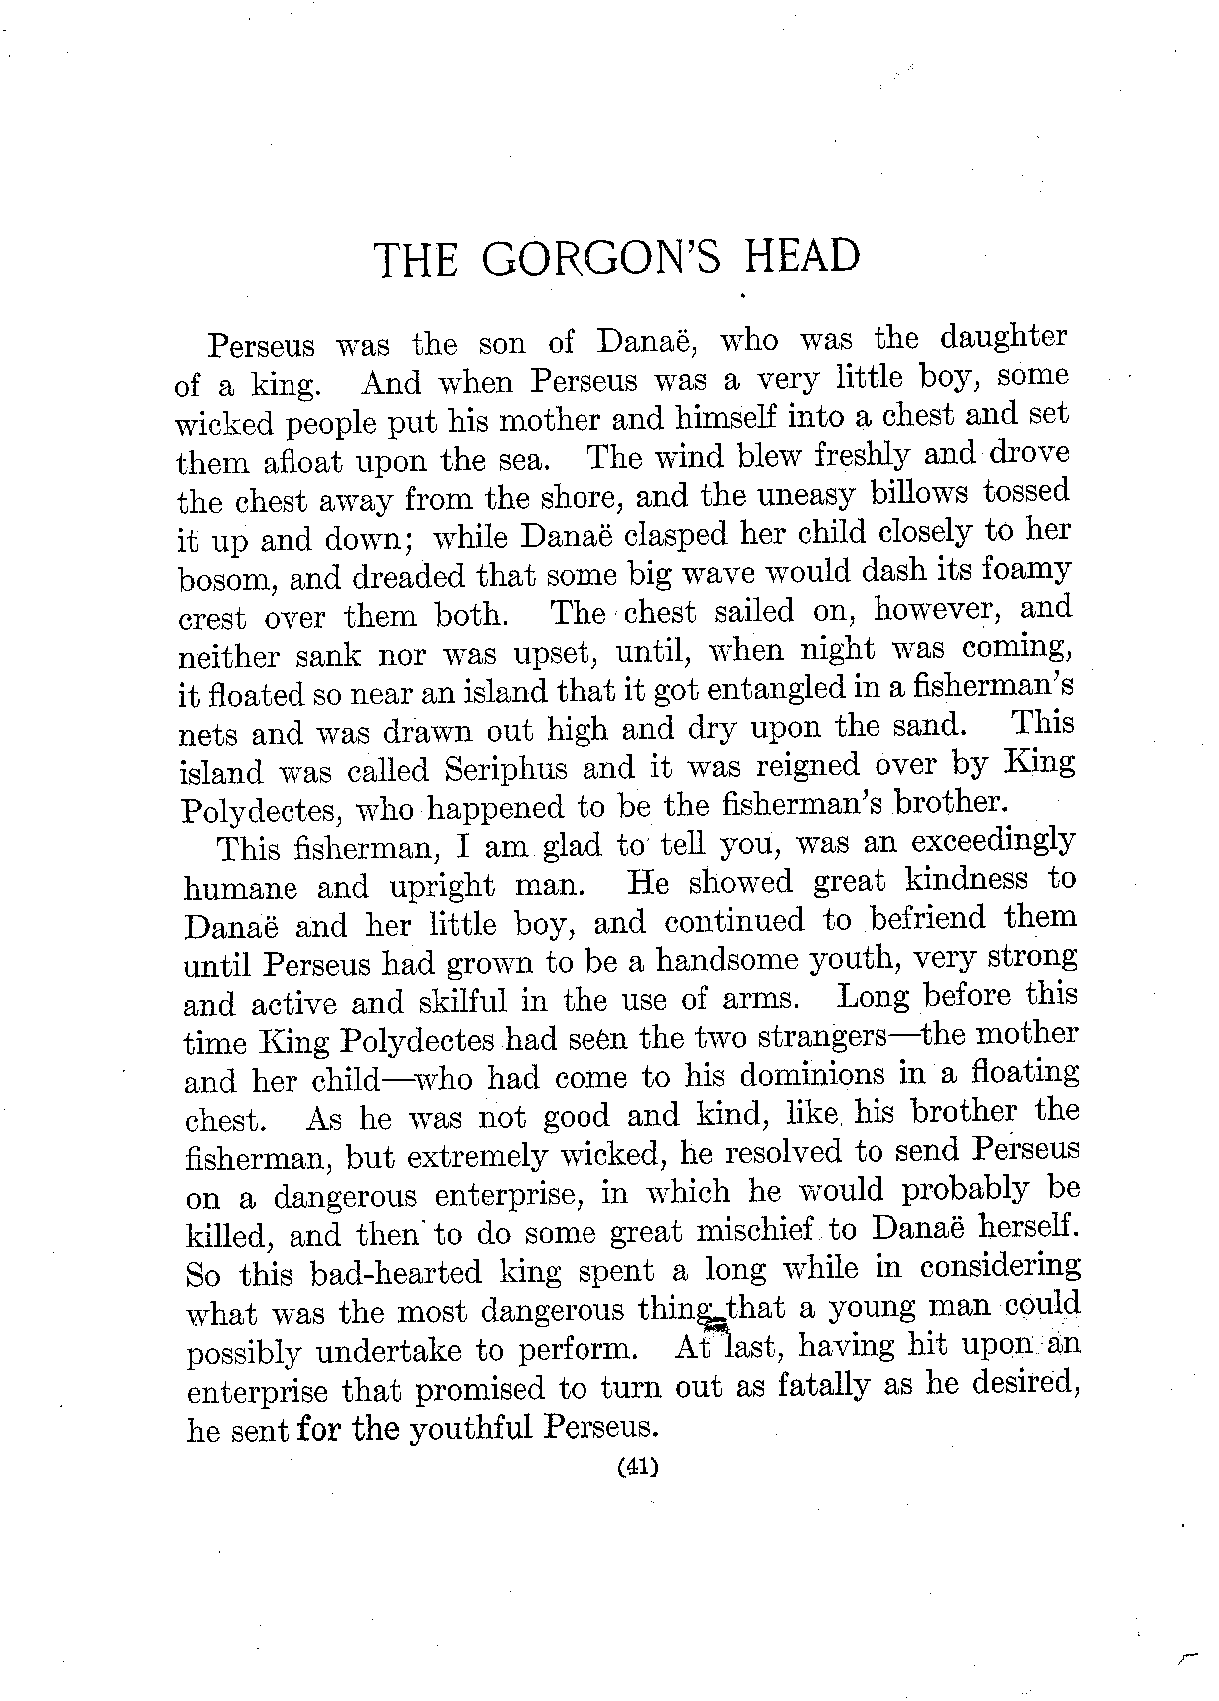 THE GORGON'S HEAD
Perseus was the son of Danaë, who was the daughter
of a king. And when Perseus was a very little boy, some
wicked people put his mother and himself into a chest and set
them afloat upon the sea. The wind blew freshly and drove
the chest away from the shore, and the uneasy billows tossed
it up and down; while Danaë clasped her child closely to her
bosom, and dreaded that some big wave would dash its foamy
crest over them both. The chest sailed on, however, and
neither sank nor was upset, until, when night was coming,
it floated so near an island that it got entangled in a fisherman's
nets and was drawn out high and dry upon the sand. This
island was called Seriphus and it was reigned over by King
Polydectes, who happened to be the fisherman's brother.
This fisherman, I am glad to tell you, was an exceedingly
humane and upright man. He showed great kindness to
Danaë and her little boy, and continued to befriend them
until Perseus had grown to be a handsome youth, very strong
and active and skilful in the use of arms. Long before this
time King Polydectes had seen the two strangers—the mother
and her child—who had come to his dominions in a floating
chest. As he was not good and kind, like his brother the
fisherman, but extremely wicked, he resolved to send Perseus
on a dangerous enterprise, in which he would probably be
killed, and then to do some great mischief to Danaë herself.
So this bad-hearted king spent a long while in considering
what was the most dangerous thing that a young man could
possibly undertake to perform. At last, having hit upon an
enterprise that promised to turn out as fatally as he desired,
he sent for the youthful Perseus.
(41)